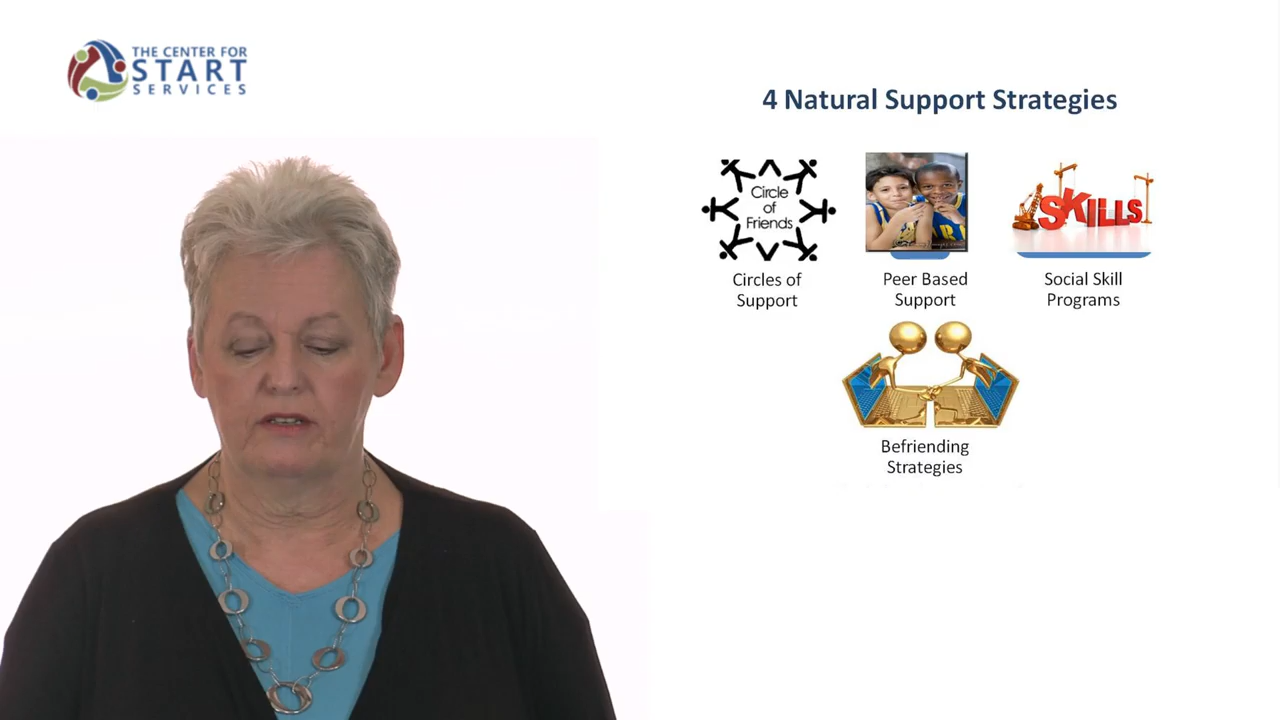 THE CENTER FOR
START
SERVICES
4 Natural Support Strategies
Circle
of
Friends
SKILLS
Circles of
Support
Peer Based
Support
Social Skill
Programs
Befriending
Strategies